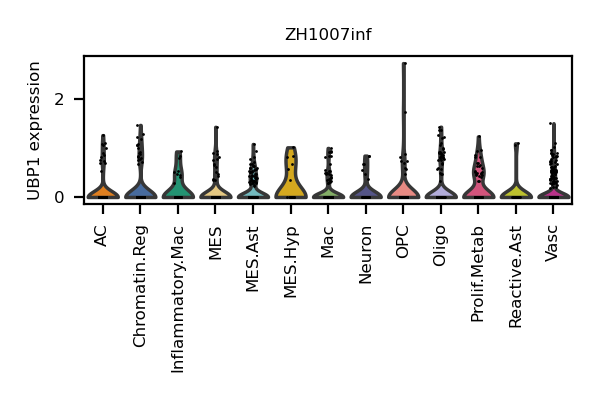 ZH1007inf
UBP1 expression
2
0
AC
Chromatin.Reg
Inflammatory.Mac
MES
MES.Ast
MES.Hyp
Mac
Neuron
OPC
Oligo
Prolif.Metab
Reactive.Ast
Vasc